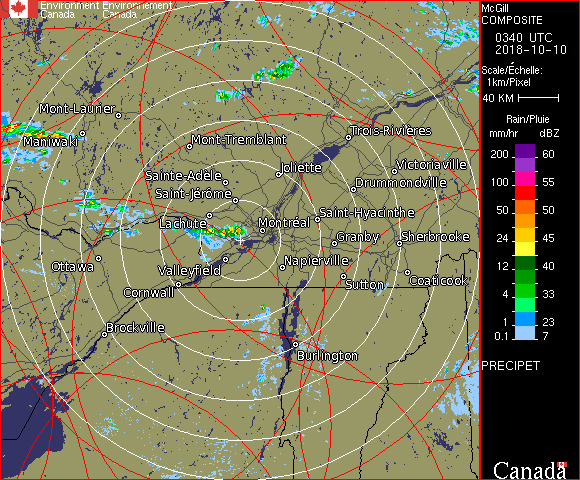 Environment Environnement
Canada Canada
McGill
COMPOSITE
0340 UTC
2018-10-10
Scale/Échelle:
1km/Pixel
40 KM
Rain/Pluie
mm/hr dBZ
200 60
100 55
50 50
24 45
12 40
4 33
1 23
0.1 7
PRECIPET
Canada
Mont-Laurier
Maniwaki
Mont-Tremblant
Trois-Rivières
Joliette
Victoriaville
Sainte-Adèle
Drummondville
Saint-Jérôme
Saint-Hyacinthe
Lachute
Montréal
Granby
Sherbrooke
Ottawa
Valleyfield
Napierville
Sutton
Coaticook
Cornwall
Brockville
Burlington